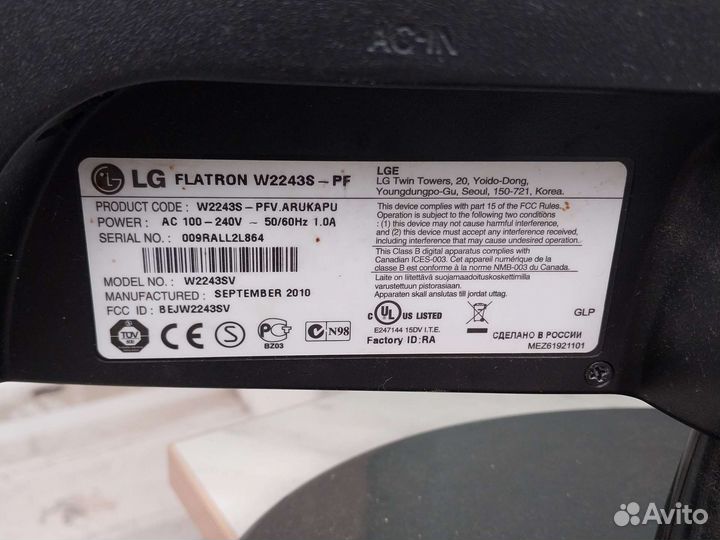 AC-IN
LG FLATRON W2243S-PF
PRODUCT CODE : W2243S-PFV.ARUKAPU
POWER : AC 100-240V ~ 50/60Hz 1.0A
SERIAL NO. : 009RALL2L864
MODEL NO. : W2243SV
MANUFACTURED : SEPTEMBER 2010
FCC ID : BEJW2243SV
TÜV
CE
PC
BZ03
N98
LGE
LG Twin Towers, 20, Yoido-Dong,
Youngdungpo-Gu, Seoul, 150-721, Korea.
This device complies with part 15 of the FCC Rules.
Operation is subject to the following two conditions
: (1) this device may not cause harmful interference,
and (2) this device must accept any interference
received, including interference that may cause
undesired operation.
This Class B digital apparatus complies with
Canadian ICES-003. Cet appareil numérique de la
classe B est conforme à la norme NMB-003 du Canada.
Laite on liitettävä suojamaadoituskoskettimilla
varustettuun pistorasiaan.
Apparaten skall anslutas till jordat uttag.
c UL US LISTED
E247144 15DV I.T.E.
Factory ID:RA
GLP
СДЕЛАНО В РОССИИ
MEZ61921101
Avito